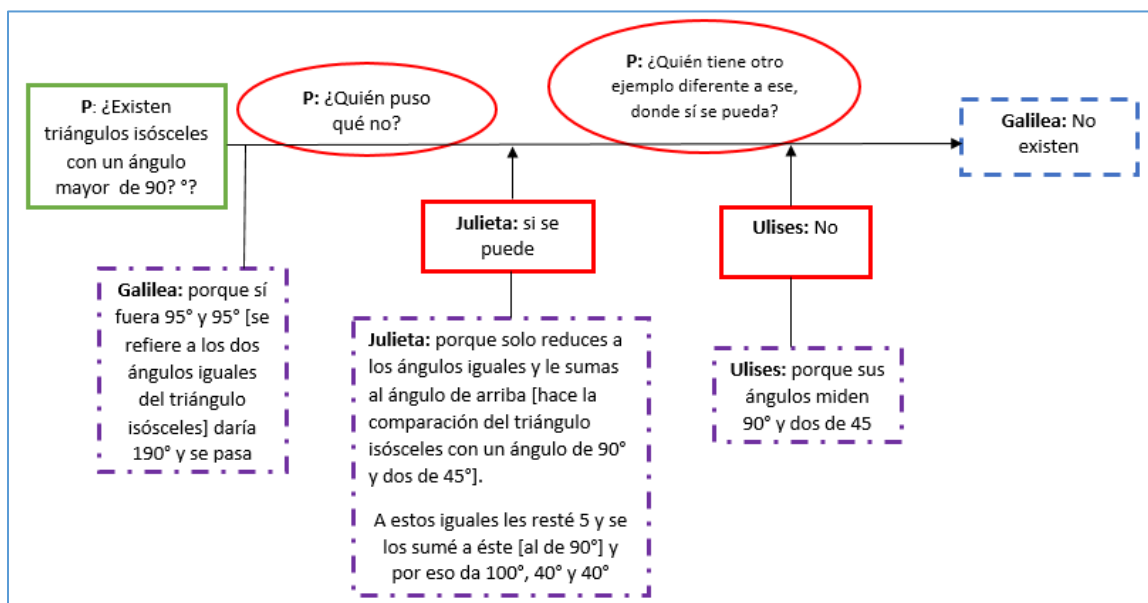 P: ¿Existen
triángulos isósceles
con un ángulo
mayor de 90? °?
P: ¿Quién puso
qué no?
P: ¿Quién tiene otro
ejemplo diferente a ese,
donde sí se pueda?
Galilea: No
existen
Julieta: si se
puede
Ulises: No
Galilea: porque sí
fuera 95° y 95° [se
refiere a los dos
ángulos iguales
del triángulo
isósceles] daría
190° y se pasa
Julieta: porque solo reduces a
los ángulos iguales y le sumas
al ángulo de arriba [hace la
comparación del triángulo
isósceles con un ángulo de 90°
y dos de 45°].
A estos iguales les resté 5 y se
los sumé a éste [al de 90°] y
por eso da 100°, 40° y 40°
Ulises: porque sus
ángulos miden
90° y dos de 45